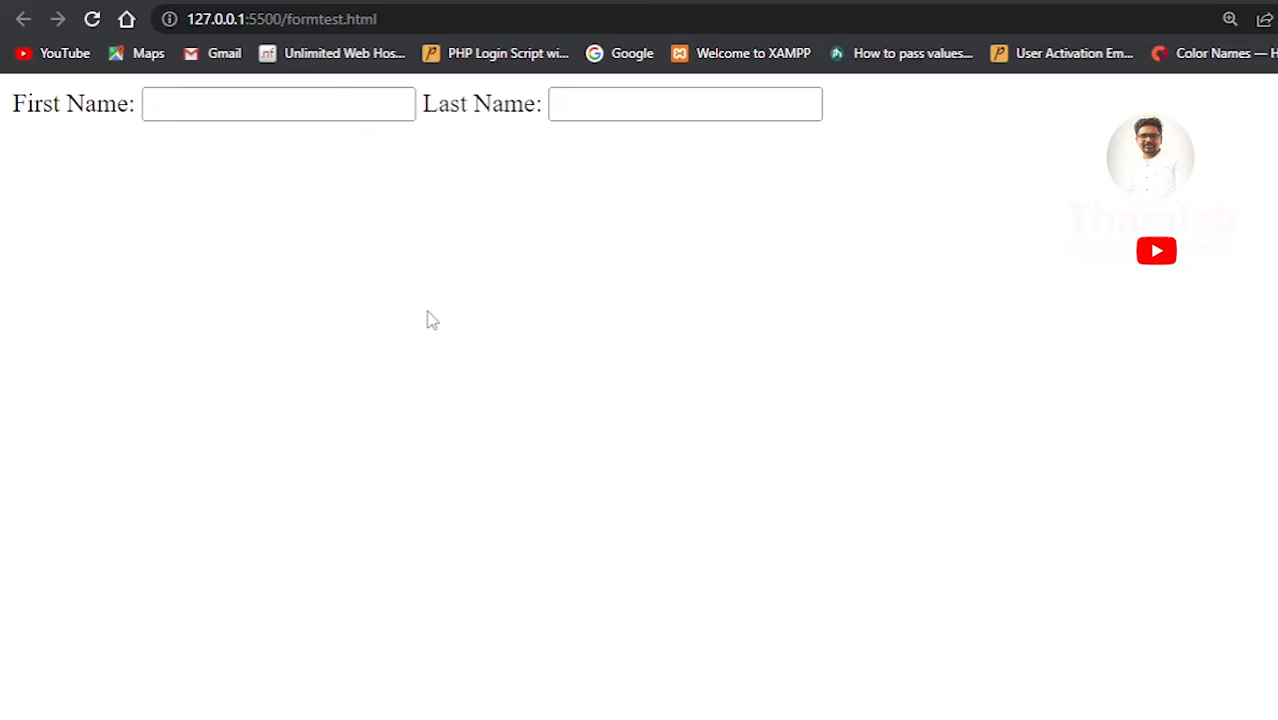 127.0.0.1:5500/formtest.html
YouTube Maps Gmail Unlimited Web Hos... PHP Login Script wi... Google Welcome to XAMPP How to pass values... User Activation Em... Color Names — H
First Name: Last Name:
Thamizh